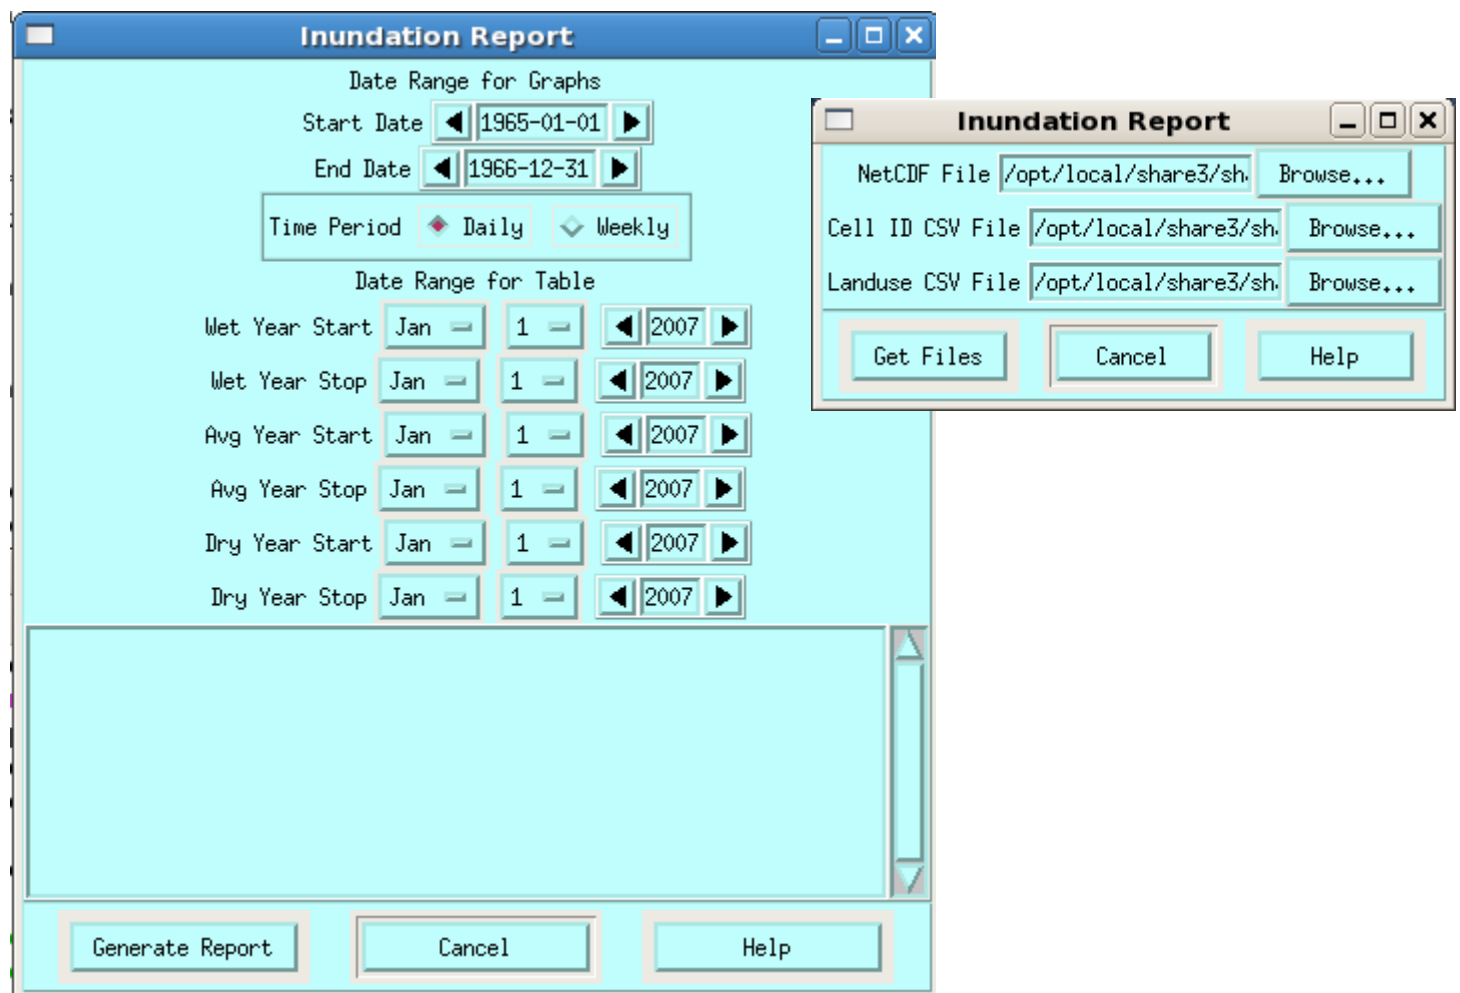 Inundation Report
Date Range for Graphs
Start Date 1965-01-01
End Date 1966-12-31
Time Period Daily Weekly
Date Range for Table
Wet Year Start Jan 1 2007
Wet Year Stop Jan 1 2007
Avg Year Start Jan 1 2007
Avg Year Stop Jan 1 2007
Dry Year Start Jan 1 2007
Dry Year Stop Jan 1 2007
Generate Report Cancel Help
Inundation Report
NetCDF File /opt/local/share3/sh. Browse...
Cell ID CSV File /opt/local/share3/sh. Browse...
Landuse CSV File /opt/local/share3/sh. Browse...
Get Files Cancel Help